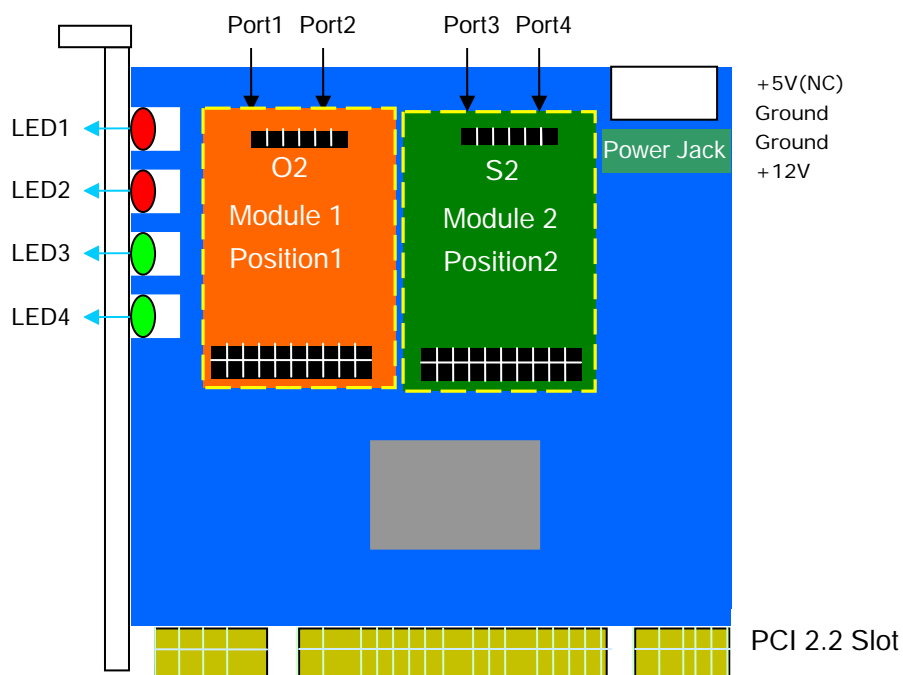 Port1 Port2 Port3 Port4
+5V(NC)
Ground
Ground
+12V
Power Jack
LED1
LED2
LED3
LED4
O2
Module 1
Position1
S2
Module 2
Position2
PCI 2.2 Slot